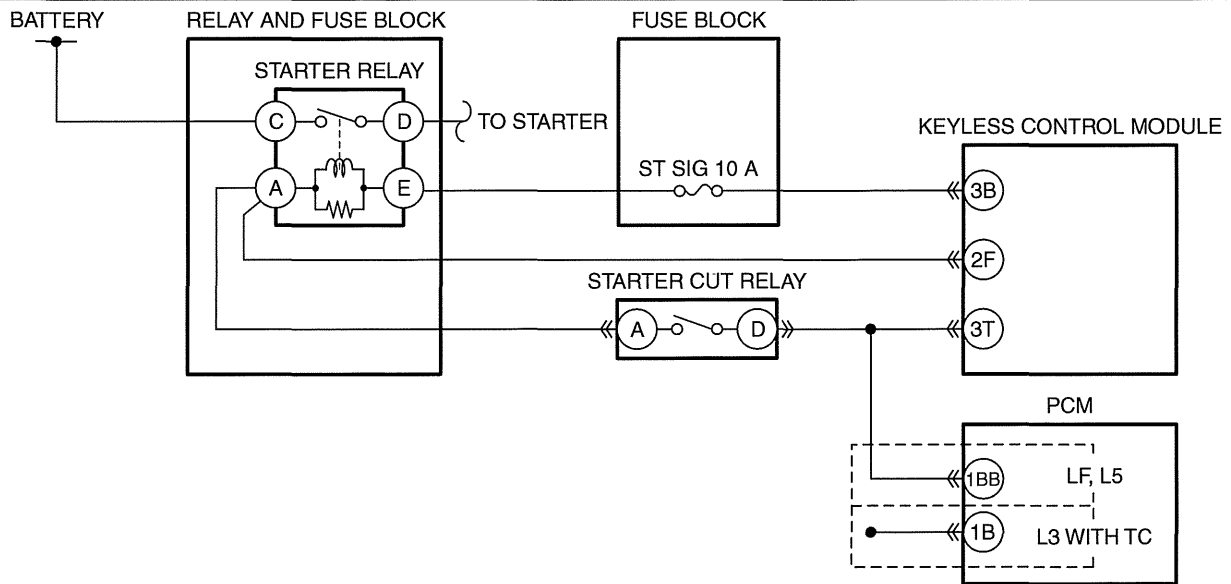 BATTERY
RELAY AND FUSE BLOCK
FUSE BLOCK
STARTER RELAY
C
D
TO STARTER
KEYLESS CONTROL MODULE
ST SIG 10 A
A
E
3B
2F
STARTER CUT RELAY
A
D
3T
PCM
1BB
LF, L5
1B
L3 WITH TC